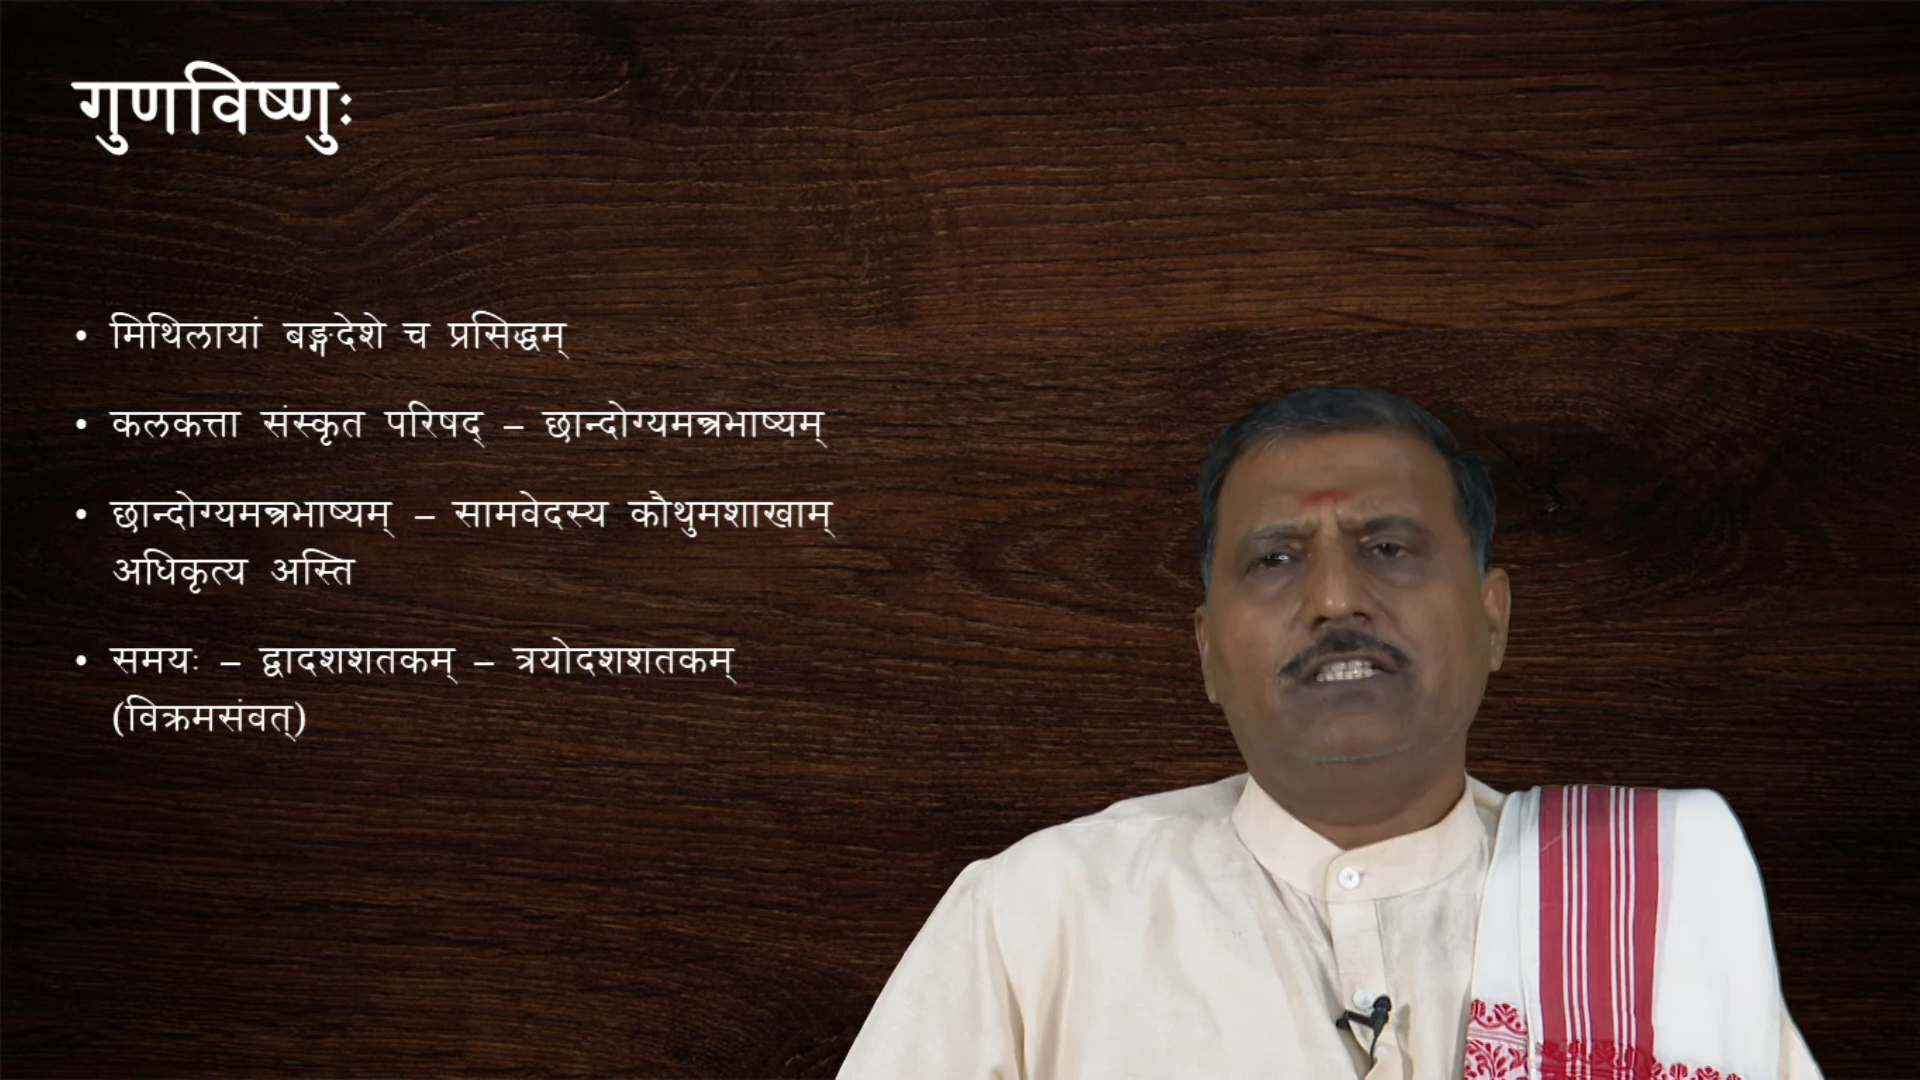 गुणविष्णुः
• मिथिलायां बङ्गदेशे च प्रसिद्धम्
• कलकत्ता संस्कृत परिषद् – छान्दोग्यमन्त्रभाष्यम्
• छान्दोग्यमन्त्रभाष्यम् – सामवेदस्य कौथुमशाखाम्
अधिकृत्य अस्ति
• समयः – द्वादशशतकम् – त्रयोदशशतकम्
(विक्रमसंवत्)